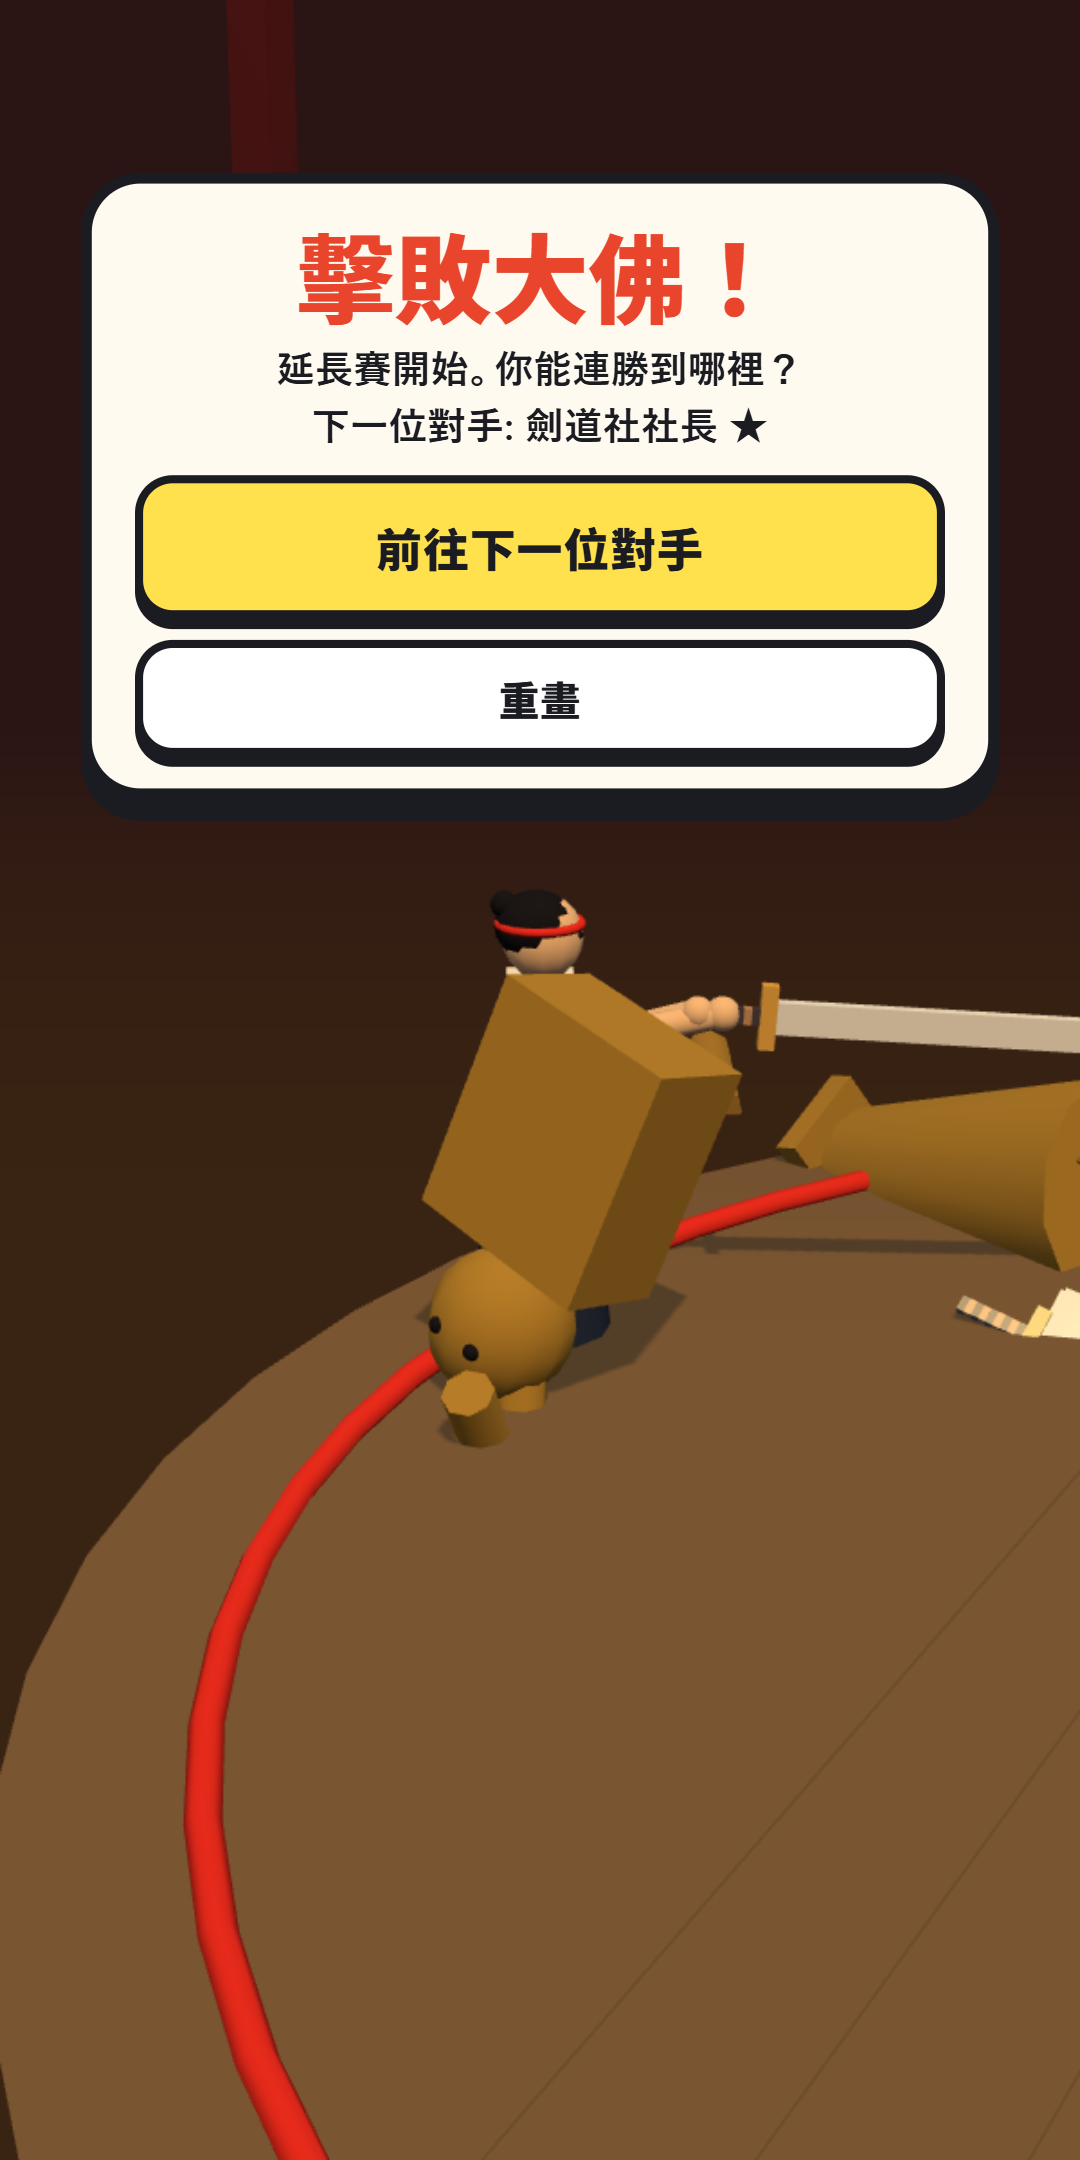 擊敗大佛！
延長賽開始。你能連勝到哪裡？
下一位對手: 劍道社社長 ★
前往下一位對手
重畫